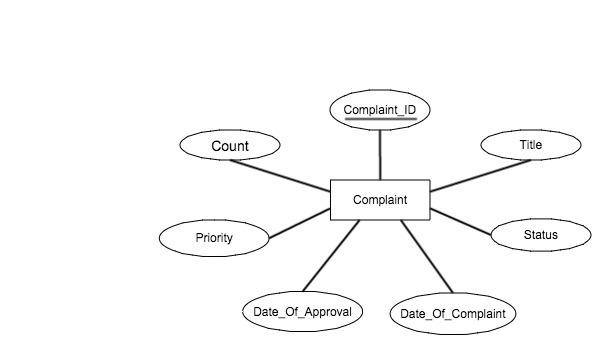 Complaint_ID
Count
Title
Complaint
Priority
Status
Date_Of_Approval
Date_Of_Complaint